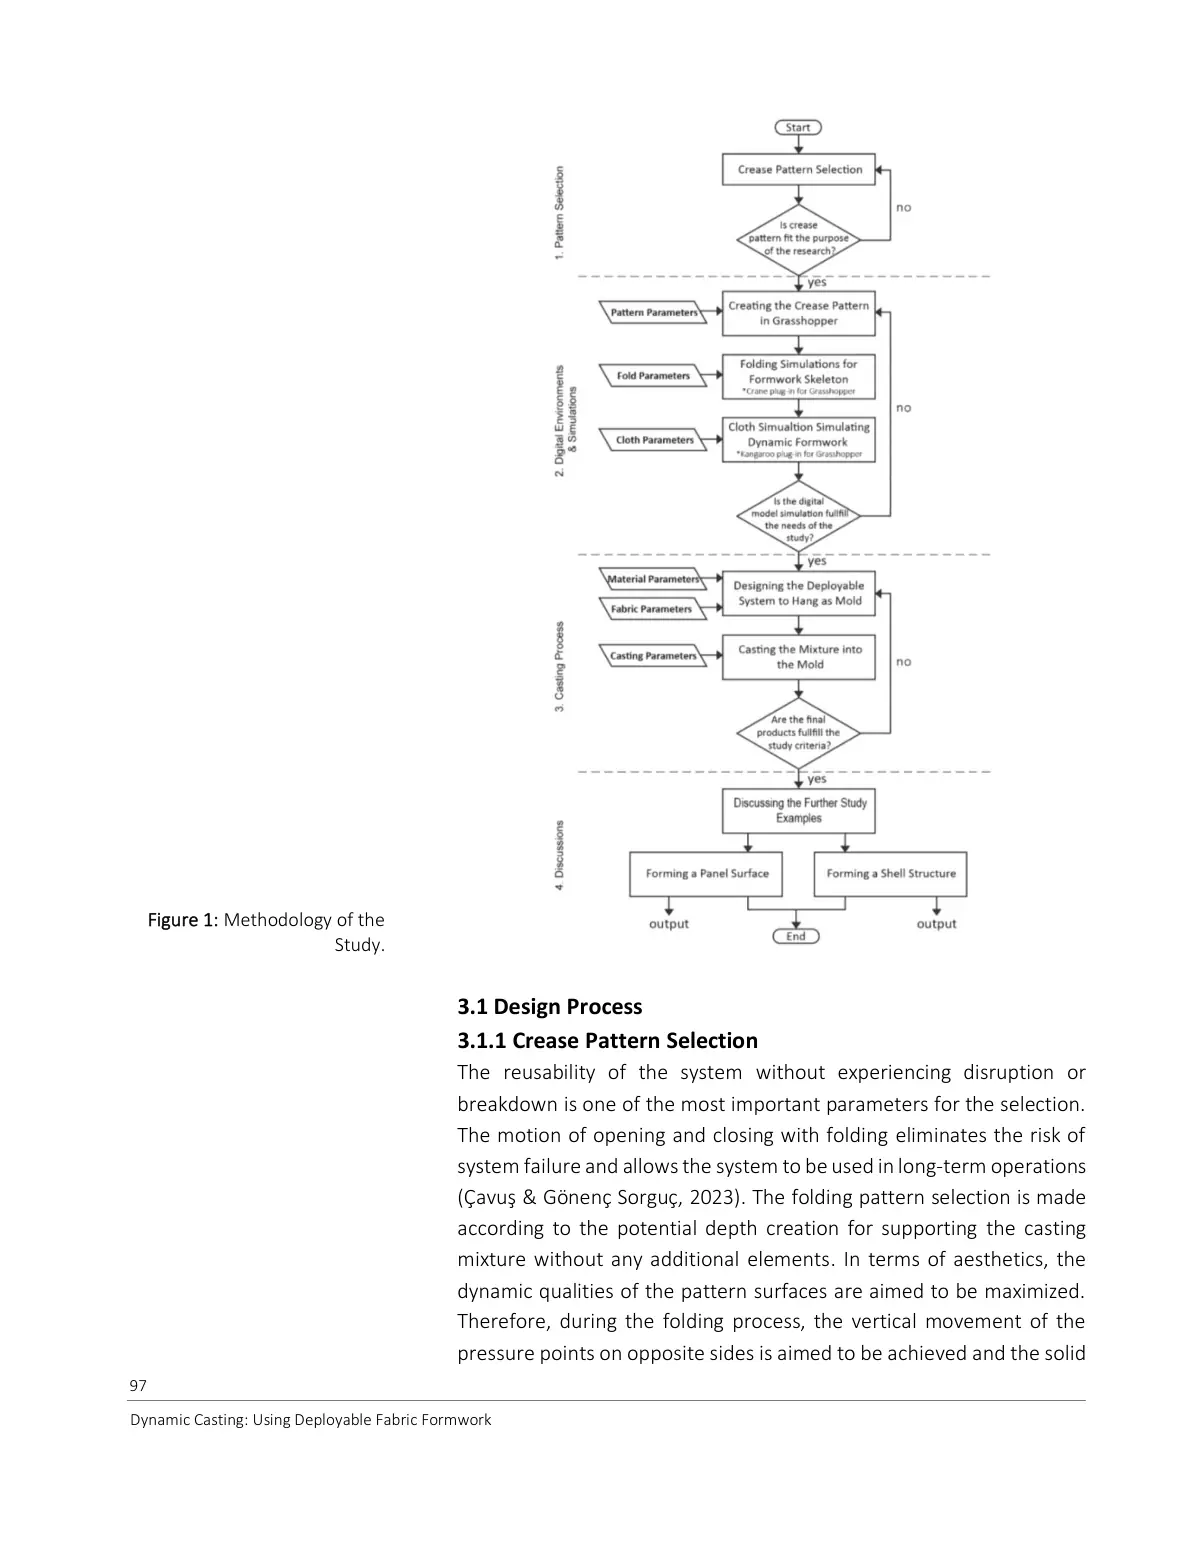 Start
1. Pattern Selection
Crease Pattern Selection
no
Is crease
pattern fit the purpose
of the research?
yes
2. Digital Environments
& Simulations
Pattern Parameters
Creating the Crease Pattern
in Grasshopper
Fold Parameters
Folding Simulations for
Formwork Skeleton
*Crane plug-in for Grasshopper
no
Cloth Parameters
Cloth Simualtion Simulating
Dynamic Formwork
*Kangaroo plug-in for Grasshopper
Is the digital
model simulation fullfill
the needs of the
study?
yes
3. Casting Process
Material Parameters
Fabric Parameters
Designing the Deployable
System to Hang as Mold
Casting Parameters
Casting the Mixture into
the Mold
no
Are the final
products fullfill the
study criteria?
yes
4. Discussions
Discussing the Further Study
Examples
Forming a Panel Surface
Forming a Shell Structure
output
End
output
Figure 1: Methodology of the
Study.
3.1 Design Process
3.1.1 Crease Pattern Selection
The reusability of the system without experiencing disruption or
breakdown is one of the most important parameters for the selection.
The motion of opening and closing with folding eliminates the risk of
system failure and allows the system to be used in long-term operations
(Çavuş & Gönenç Sorguç, 2023). The folding pattern selection is made
according to the potential depth creation for supporting the casting
mixture without any additional elements. In terms of aesthetics, the
dynamic qualities of the pattern surfaces are aimed to be maximized.
Therefore, during the folding process, the vertical movement of the
pressure points on opposite sides is aimed to be achieved and the solid
97
Dynamic Casting: Using Deployable Fabric Formwork